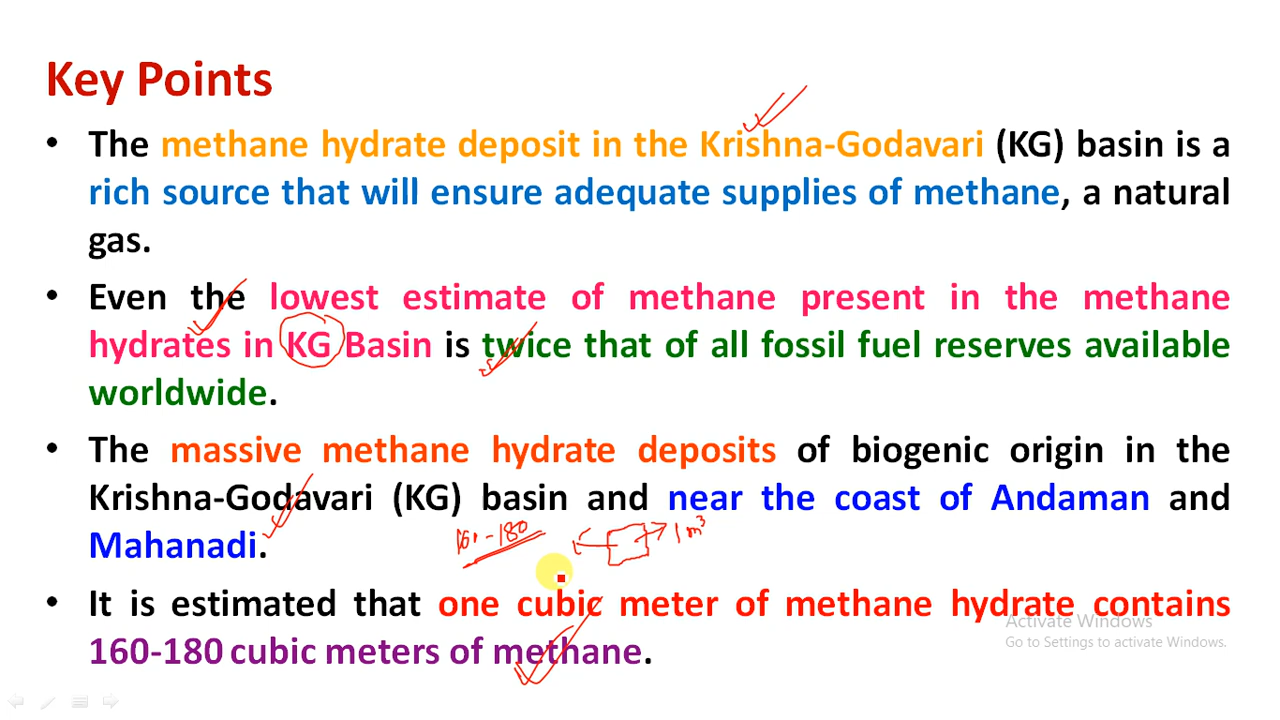 Key Points
• The methane hydrate deposit in the Krishna-Godavari (KG) basin is a
rich source that will ensure adequate supplies of methane, a natural
gas.
• Even the lowest estimate of methane present in the methane
hydrates in KG Basin is twice that of all fossil fuel reserves available
worldwide.
• The massive methane hydrate deposits of biogenic origin in the
Krishna-Godavari (KG) basin and near the coast of Andaman and
Mahanadi.
160-180 1 m³
• It is estimated that one cubic meter of methane hydrate contains
160-180 cubic meters of methane.
Activate Windows
Go to Settings to activate Windows.